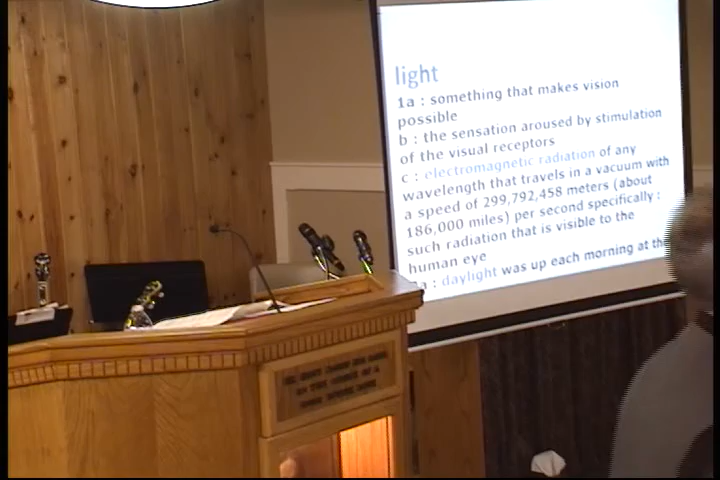 light
1a : something that makes vision
possible
b : the sensation aroused by stimulation
of the visual receptors
c : electromagnetic radiation of any
wavelength that travels in a vacuum with
a speed of 299,792,458 meters (about
186,000 miles) per second specifically :
such radiation that is visible to the
human eye
a : daylight was up each morning at the